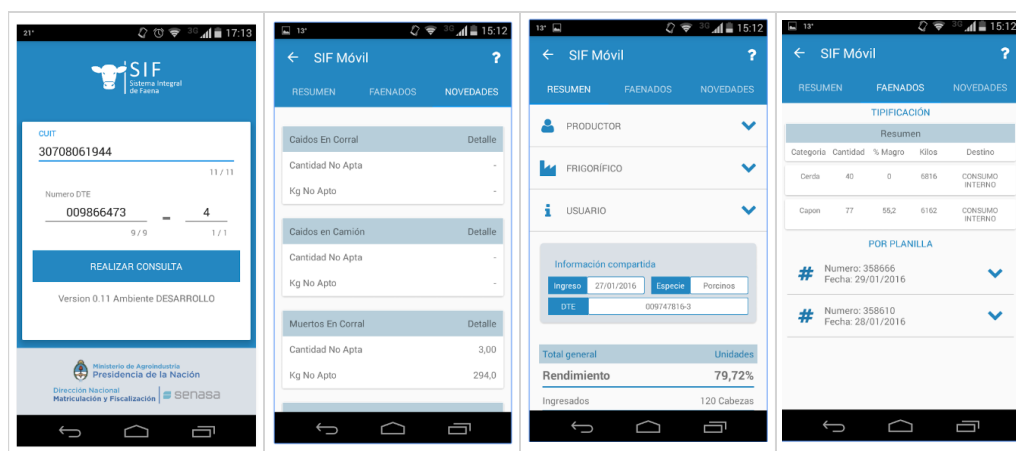 21° 3G 17:13
SIF
Sistema Integral
de Faena
CUIT
30708061944
11 / 11
Numero DTE
009866473 - 4
9 / 9 1 / 1
REALIZAR CONSULTA
Version 0.11 Ambiente DESARROLLO
Ministerio de Agroindustria
Presidencia de la Nación
Dirección Nacional
Matriculación y Fiscalización
senasa
13° 3G 15:12
← SIF Móvil ?
RESUMEN FAENADOS NOVEDADES
Caidos En Corral Detalle
Cantidad No Apta -
Kg No Apto -
Caidos en Camión Detalle
Cantidad No Apta -
Kg No Apto -
Muertos En Corral Detalle
Cantidad No Apta 3,00
Kg No Apto 294,0
13° 3G 15:12
← SIF Móvil ?
RESUMEN FAENADOS NOVEDADES
PRODUCTOR
FRIGORÍFICO
USUARIO
Información compartida
Ingreso 27/01/2016 Especie Porcinos
DTE 009747816-3
Total general Unidades
Rendimiento 79,72%
Ingresados 120 Cabezas
13° 3G 15:12
← SIF Móvil ?
RESUMEN FAENADOS NOVEDADES
TIPIFICACIÓN
Resumen
Categoria Cantidad % Magro Kilos Destino
Cerda 40 0 6816 CONSUMO
INTERNO
Capon 77 55,2 6162 CONSUMO
INTERNO
POR PLANILLA
# Numero: 358666
Fecha: 29/01/2016
# Numero: 358610
Fecha: 28/01/2016